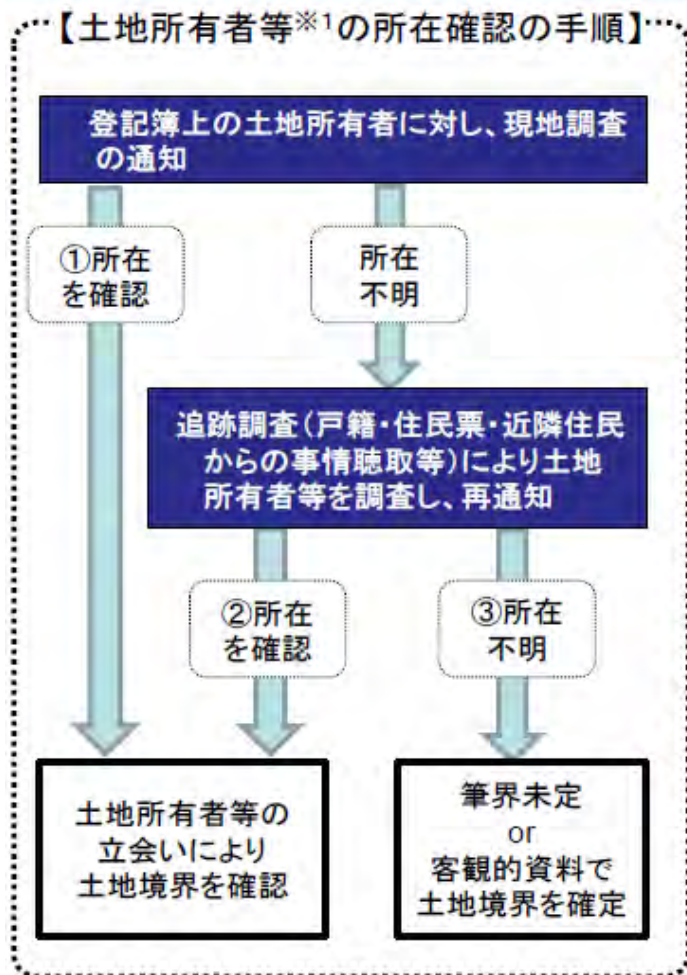 【土地所有者等※1の所在確認の手順】
登記簿上の土地所有者に対し、現地調査
の通知
①所在
を確認
所在
不明
追跡調査(戸籍・住民票・近隣住民
からの事情聴取等)により土地
所有者等を調査し、再通知
②所在
を確認
③所在
不明
土地所有者等の
立会いにより
土地境界を確認
筆界未定
or
客観的資料で
土地境界を確定